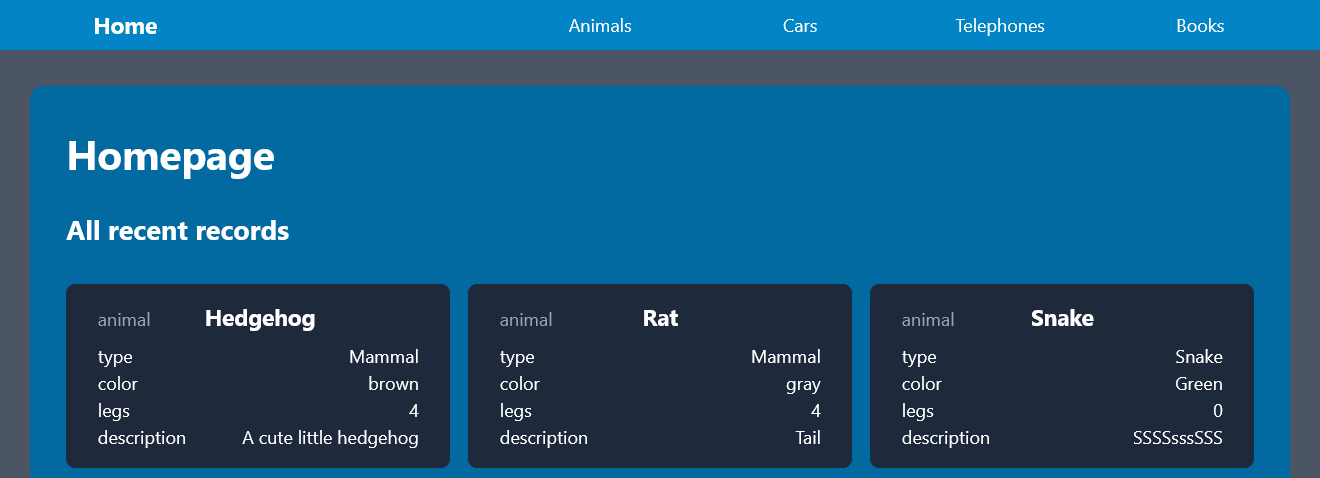 Home Animals Cars Telephones Books
Homepage
All recent records
animal Hedgehog
type Mammal
color brown
legs 4
description A cute little hedgehog
animal Rat
type Mammal
color gray
legs 4
description Tail
animal Snake
type Snake
color Green
legs 0
description SSSSsssSSS